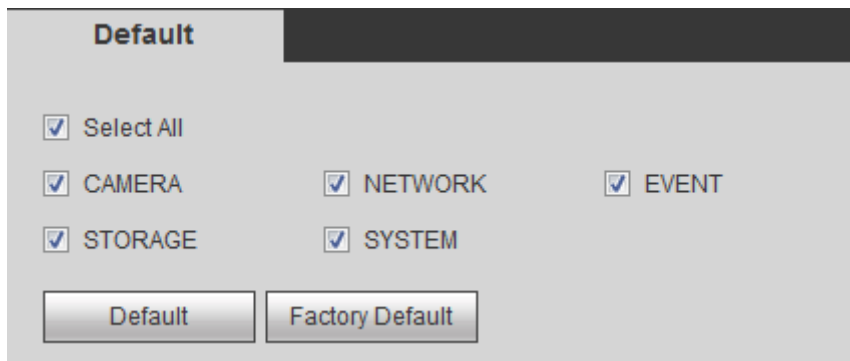 Default
Select All
CAMERA NETWORK EVENT
STORAGE SYSTEM
Default Factory Default